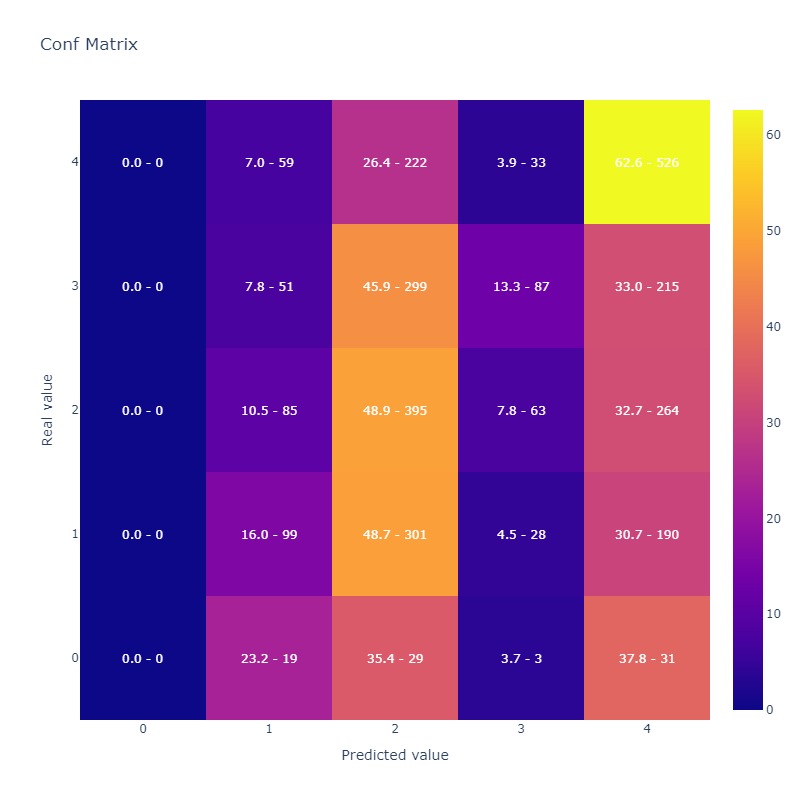 Conf Matrix
4 0.0 - 0 7.0 - 59 26.4 - 222 3.9 - 33 62.6 - 526
3 0.0 - 0 7.8 - 51 45.9 - 299 13.3 - 87 33.0 - 215
2 0.0 - 0 10.5 - 85 48.9 - 395 7.8 - 63 32.7 - 264
1 0.0 - 0 16.0 - 99 48.7 - 301 4.5 - 28 30.7 - 190
0 0.0 - 0 23.2 - 19 35.4 - 29 3.7 - 3 37.8 - 31
0 1 2 3 4
Predicted value
Real value
60
50
40
30
20
10
0